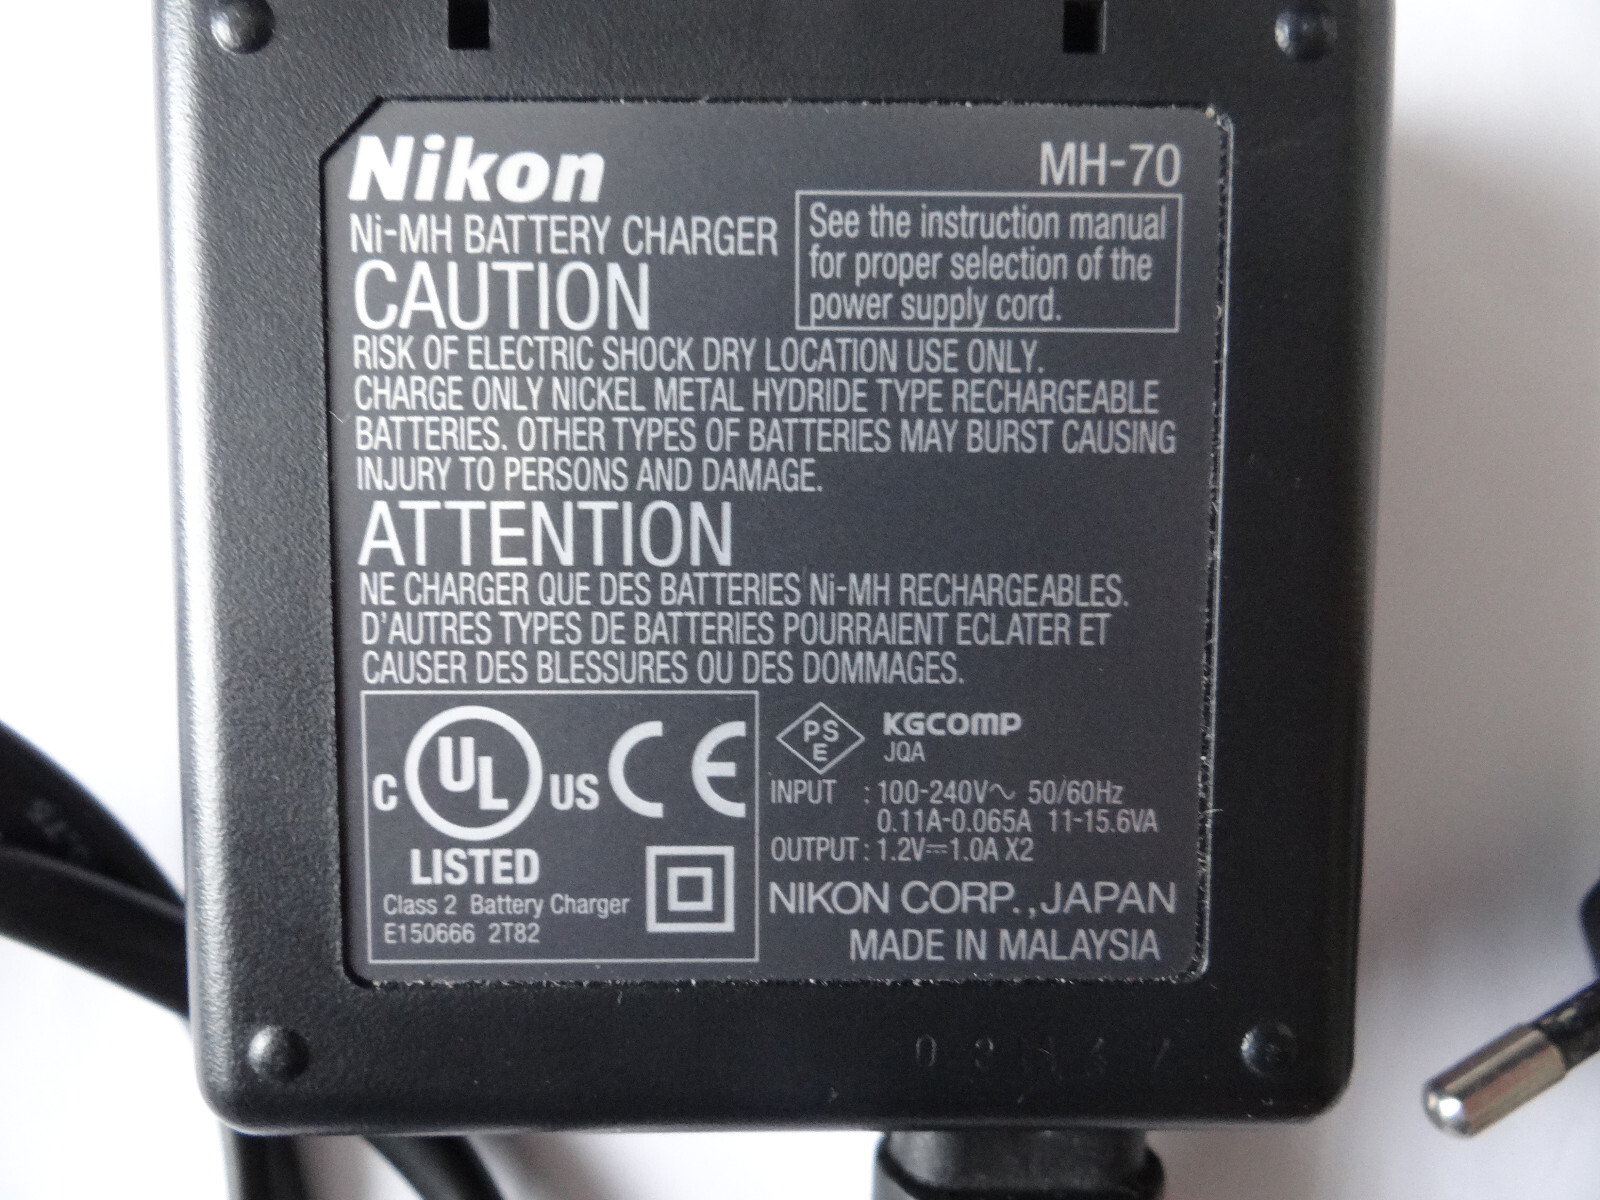 Nikon
MH-70
Ni-MH BATTERY CHARGER
See the instruction manual
for proper selection of the
power supply cord.
CAUTION
RISK OF ELECTRIC SHOCK DRY LOCATION USE ONLY.
CHARGE ONLY NICKEL METAL HYDRIDE TYPE RECHARGEABLE
BATTERIES. OTHER TYPES OF BATTERIES MAY BURST CAUSING
INJURY TO PERSONS AND DAMAGE.
ATTENTION
NE CHARGER QUE DES BATTERIES Ni-MH RECHARGEABLES.
D'AUTRES TYPES DE BATTERIES POURRAIENT ECLATER ET
CAUSER DES BLESSURES OU DES DOMMAGES.
C UL US CE
LISTED
Class 2 Battery Charger
E150666 2T82
PS
E
KGCOMP
JQA
INPUT : 100-240V~ 50/60Hz
0.11A-0.065A 11-15.6VA
OUTPUT : 1.2V⎓1.0A X2
NIKON CORP., JAPAN
MADE IN MALAYSIA